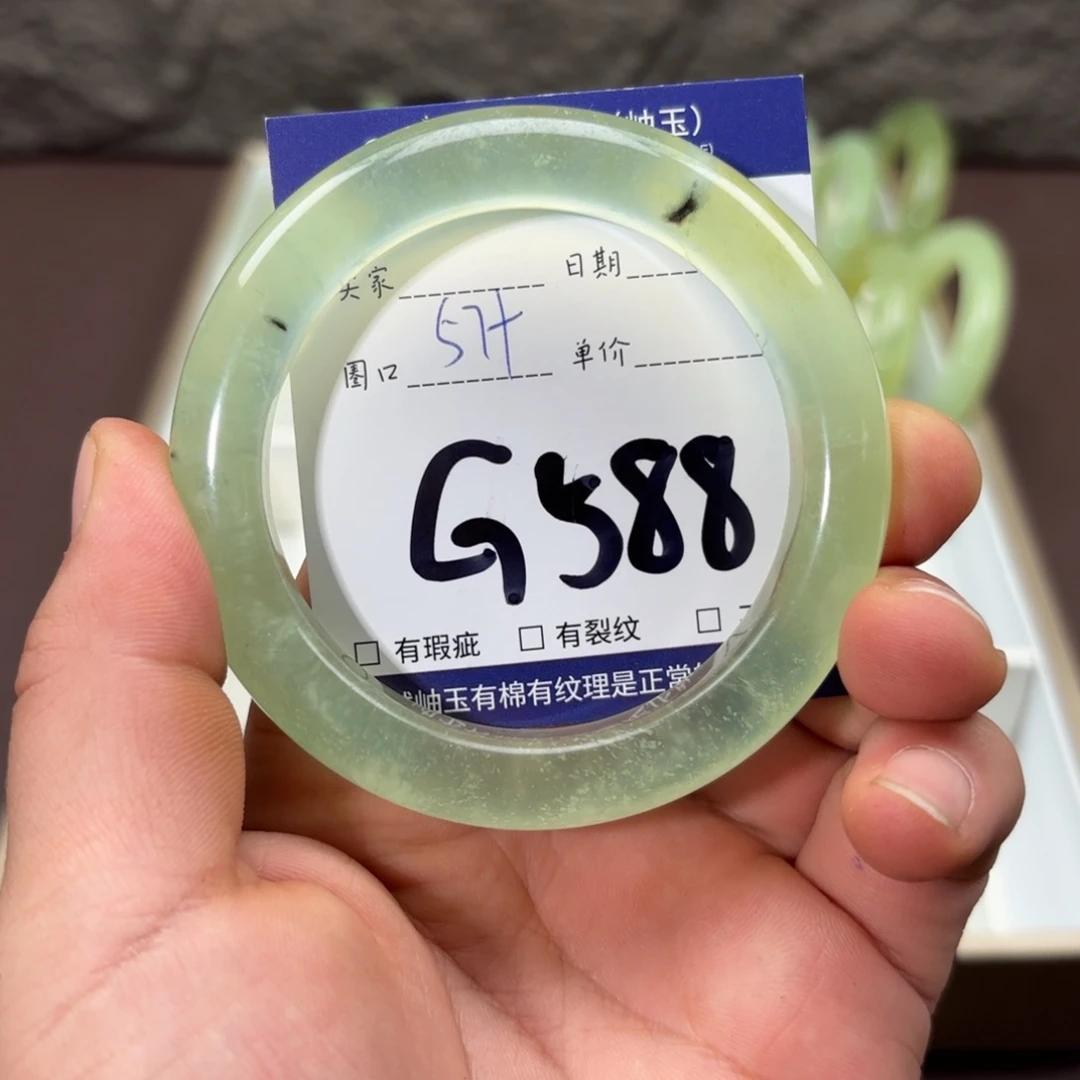 岫玉）
买家 日期
圈口 57+ 单价
G588
□ 有瑕疵 □ 有裂纹 □
岫玉有棉有纹理是正常